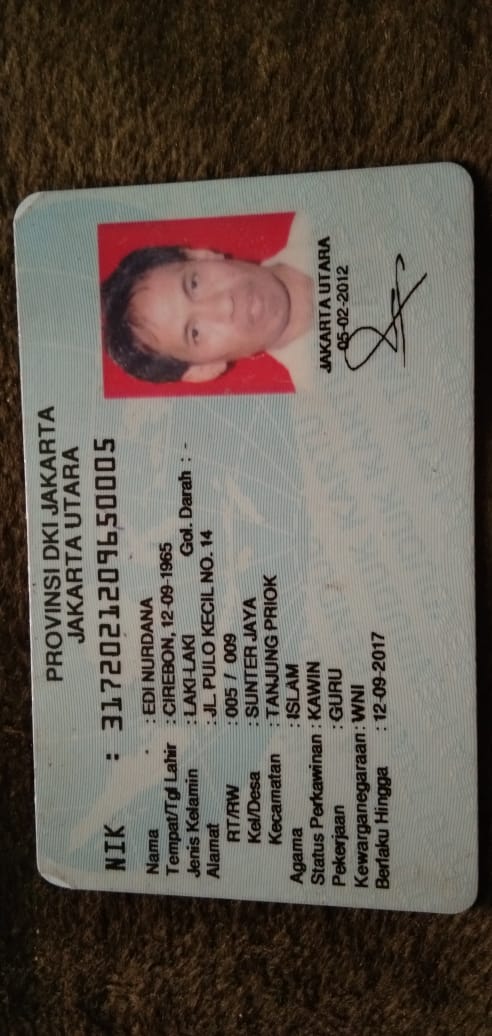 PROVINSI DKI JAKARTA
JAKARTA UTARA
NIK : 3172021209650005
Nama : EDI NURDANA
Tempat/Tgl Lahir : CIREBON, 12-09-1965
Jenis Kelamin : LAKI-LAKI Gol. Darah : -
Alamat : JL. PULO KECIL NO. 14
RT/RW : 005 / 009
Kel/Desa : SUNTER JAYA
Kecamatan : TANJUNG PRIOK
Agama : ISLAM
Status Perkawinan : KAWIN
Pekerjaan : GURU
Kewarganegaraan : WNI
Berlaku Hingga : 12-09-2017
JAKARTA UTARA
05-02-2012